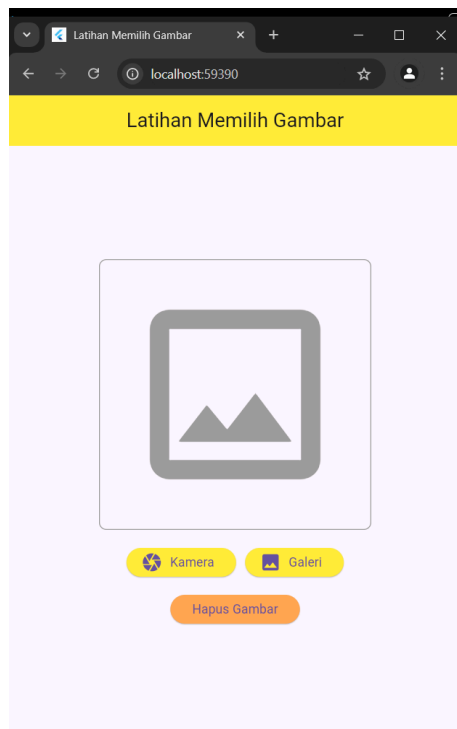 Latihan Memilih Gambar
localhost:59390
Latihan Memilih Gambar
Kamera
Galeri
Hapus Gambar